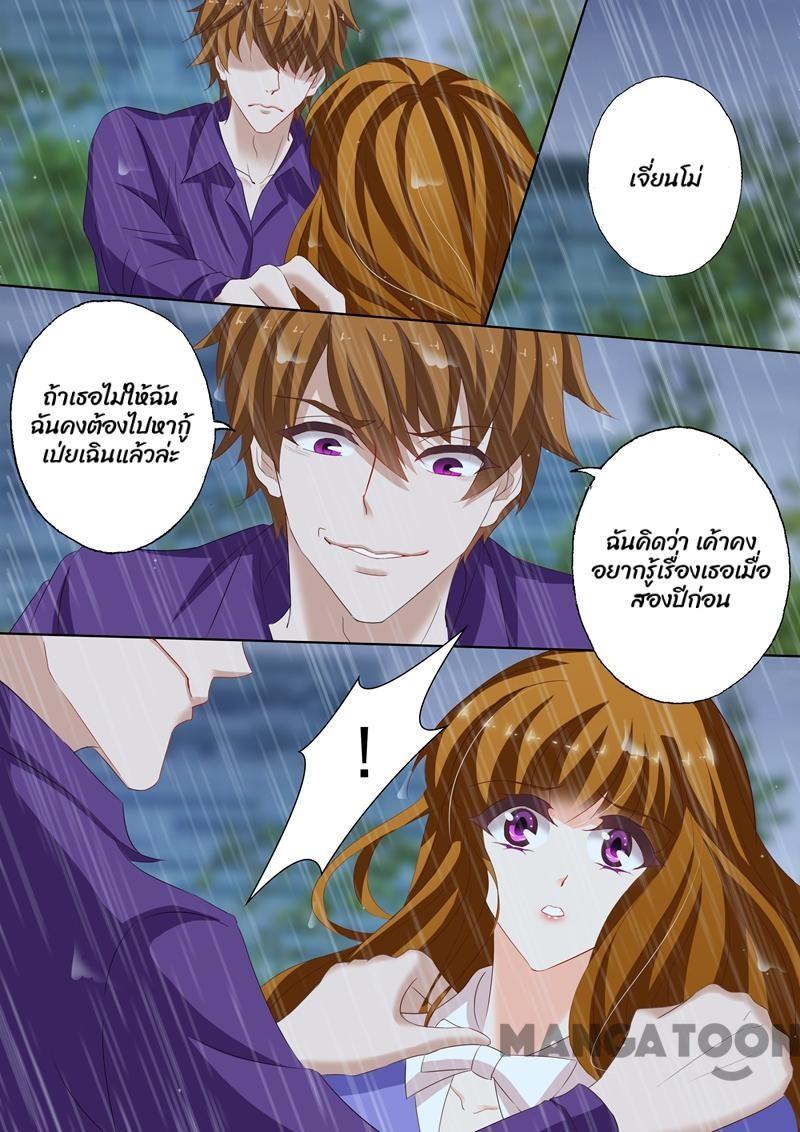 เจี่ยนโม่
ถ้าเธอไม่ให้ฉัน
ฉันคงต้องไปหากู้
เป่ยเฉินแล้วล่ะ
ฉันคิดว่า เค้าคง
อยากรู้เรื่องเธอเมื่อ
สองปีก่อน
!
MANGATOON